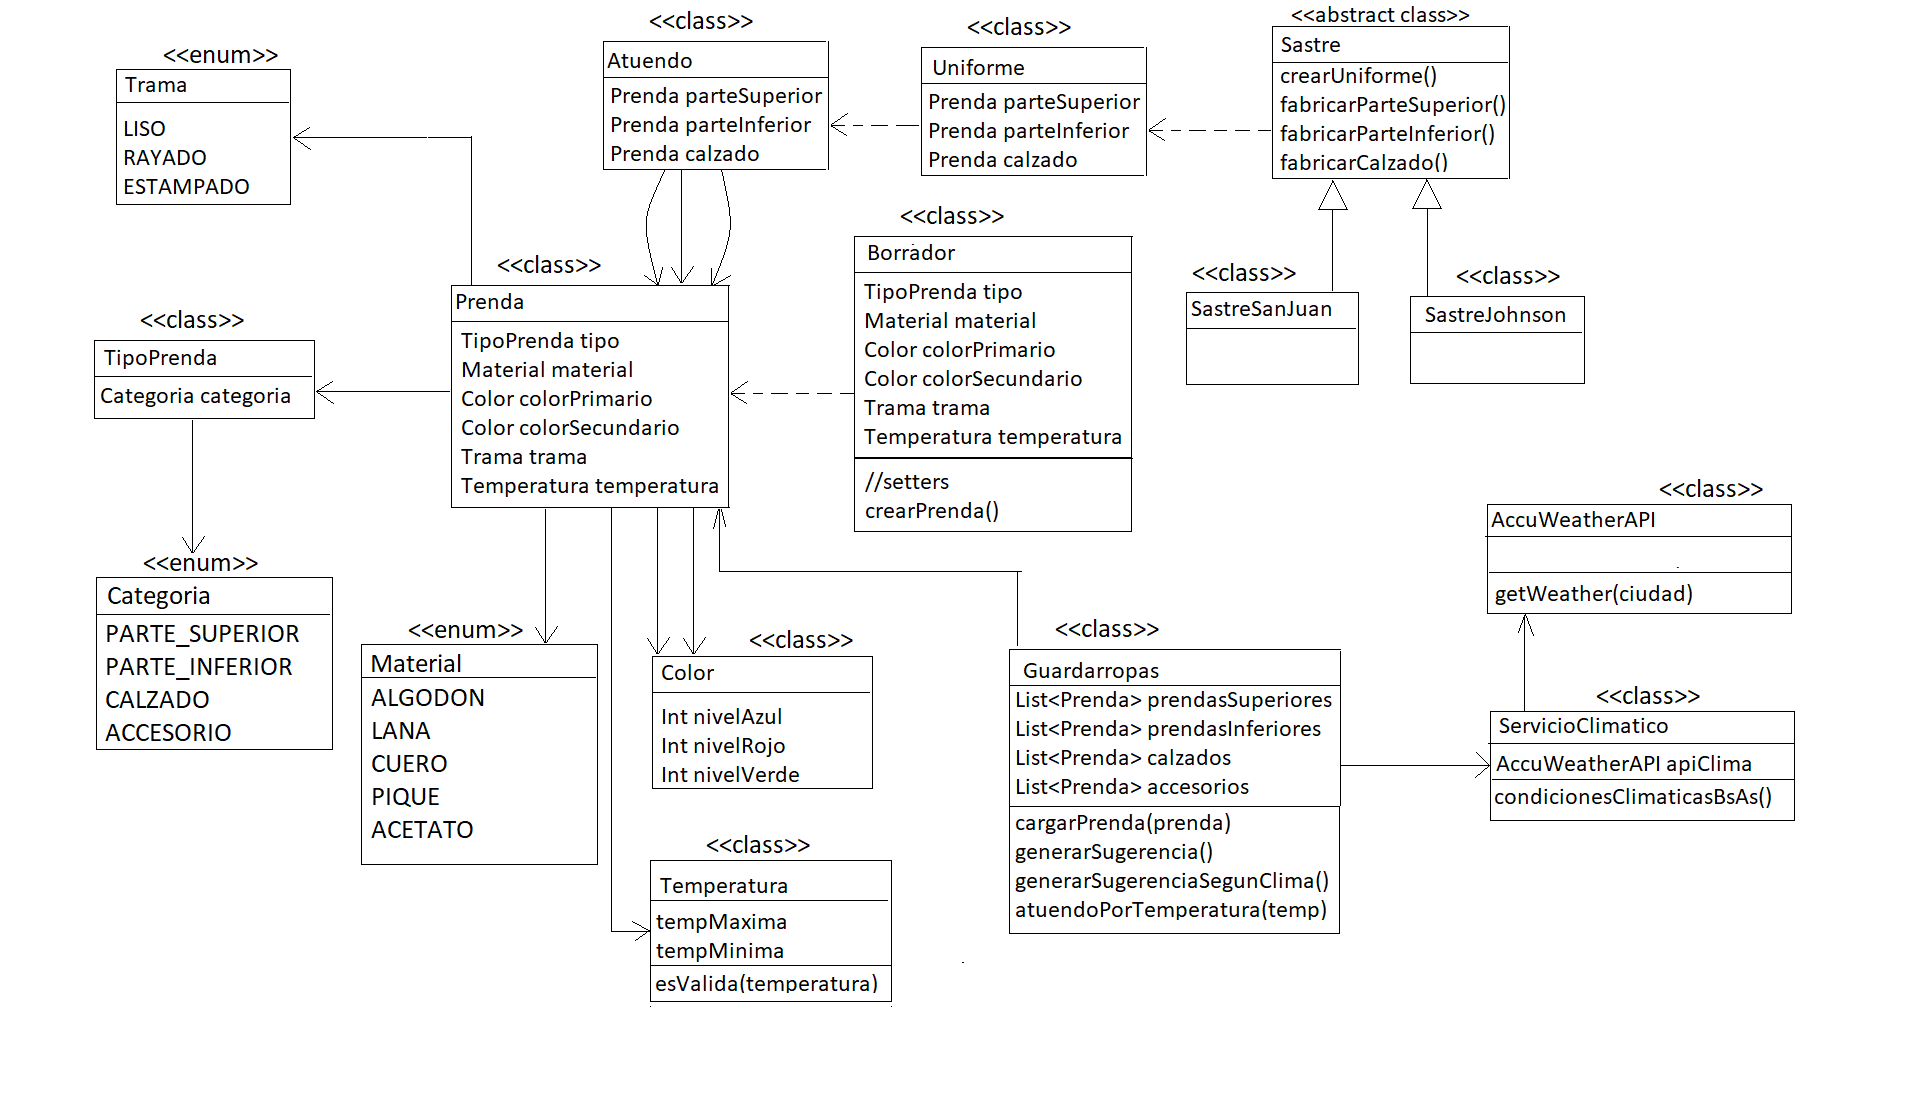 <<enum>>
Trama
LISO
RAYADO
ESTAMPADO
<<class>>
Atuendo
Prenda parteSuperior
Prenda parteInferior
Prenda calzado
<<class>>
Uniforme
Prenda parteSuperior
Prenda parteInferior
Prenda calzado
<<abstract class>>
Sastre
crearUniforme()
fabricarParteSuperior()
fabricarParteInferior()
fabricarCalzado()
<<class>>
SastreSanJuan
<<class>>
SastreJohnson
<<class>>
TipoPrenda
Categoria categoria
<<class>>
Prenda
TipoPrenda tipo
Material material
Color colorPrimario
Color colorSecundario
Trama trama
Temperatura temperatura
<<class>>
Borrador
TipoPrenda tipo
Material material
Color colorPrimario
Color colorSecundario
Trama trama
Temperatura temperatura
//setters
crearPrenda()
<<enum>>
Categoria
PARTE_SUPERIOR
PARTE_INFERIOR
CALZADO
ACCESORIO
<<enum>>
Material
ALGODON
LANA
CUERO
PIQUE
ACETATO
<<class>>
Color
Int nivelAzul
Int nivelRojo
Int nivelVerde
<<class>>
Temperatura
tempMaxima
tempMinima
esValida(temperatura)
<<class>>
Guardarropas
List<Prenda> prendasSuperiores
List<Prenda> prendasInferiores
List<Prenda> calzados
List<Prenda> accesorios
cargarPrenda(prenda)
generarSugerencia()
generarSugerenciaSegunClima()
atuendoPorTemperatura(temp)
<<class>>
AccuWeatherAPI
getWeather(ciudad)
<<class>>
ServicioClimatico
AccuWeatherAPI apiClima
condicionesClimaticasBsAs()